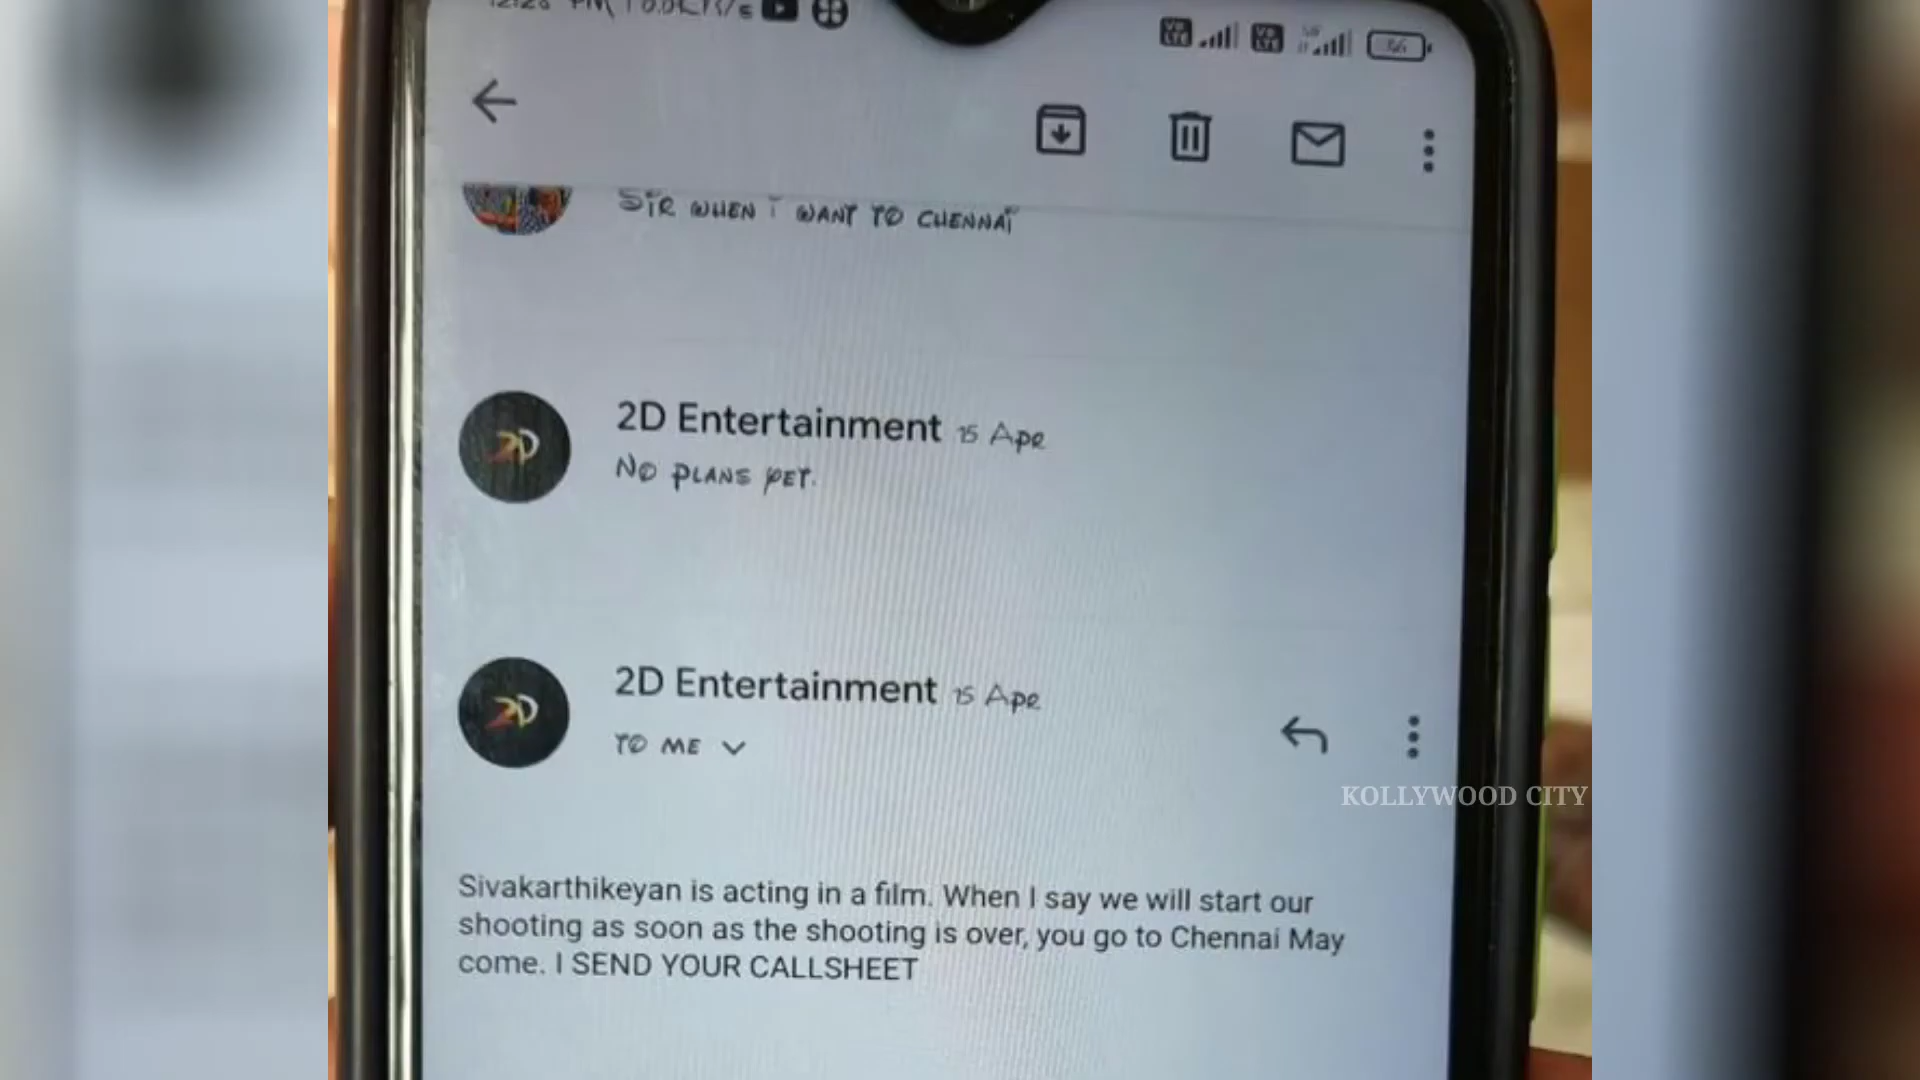 SIR WHEN I WANT TO CHENNAI
2D Entertainment 15 Apr
No PLANS YET.
2D Entertainment 15 Apr
TO ME
KOLLYWOOD CITY
Sivakarthikeyan is acting in a film. When I say we will start our
shooting as soon as the shooting is over, you go to Chennai May
come. I SEND YOUR CALLSHEET